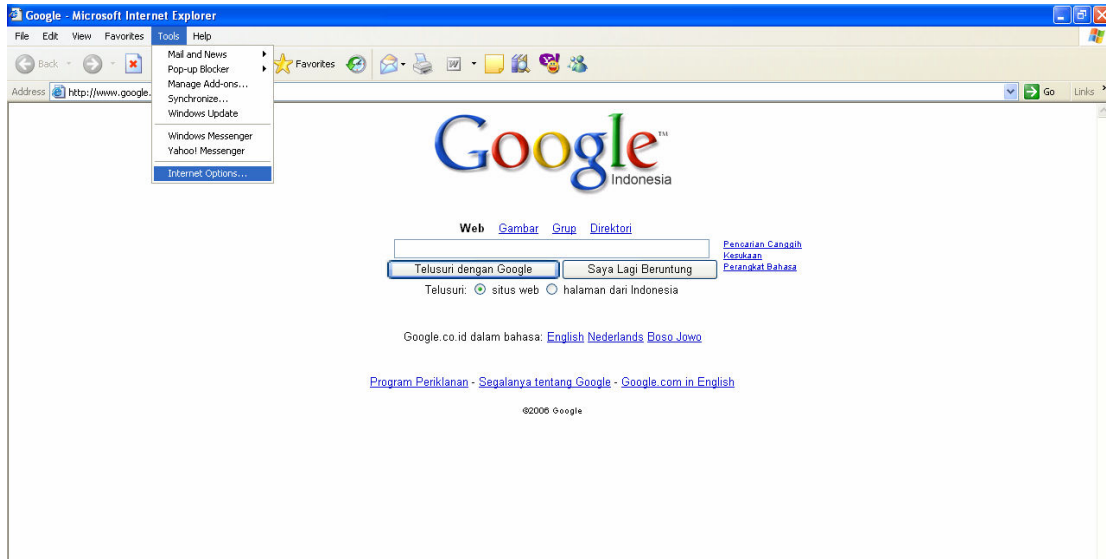 Google - Microsoft Internet Explorer
File Edit View Favorites Tools Help
Back Favorites
Mail and News
Pop-up Blocker
Manage Add-ons...
Synchronize...
Windows Update
Windows Messenger
Yahoo! Messenger
Internet Options...
Address http://www.google. Go Links
Google™
Indonesia
Web Gambar Grup Direktori
Pencarian Canggih
Kesukaan
Perangkat Bahasa
Telusuri dengan Google Saya Lagi Beruntung
Telusuri: situs web halaman dari Indonesia
Google.co.id dalam bahasa: English Nederlands Boso Jowo
Program Periklanan - Segalanya tentang Google - Google.com in English
©2006 Google